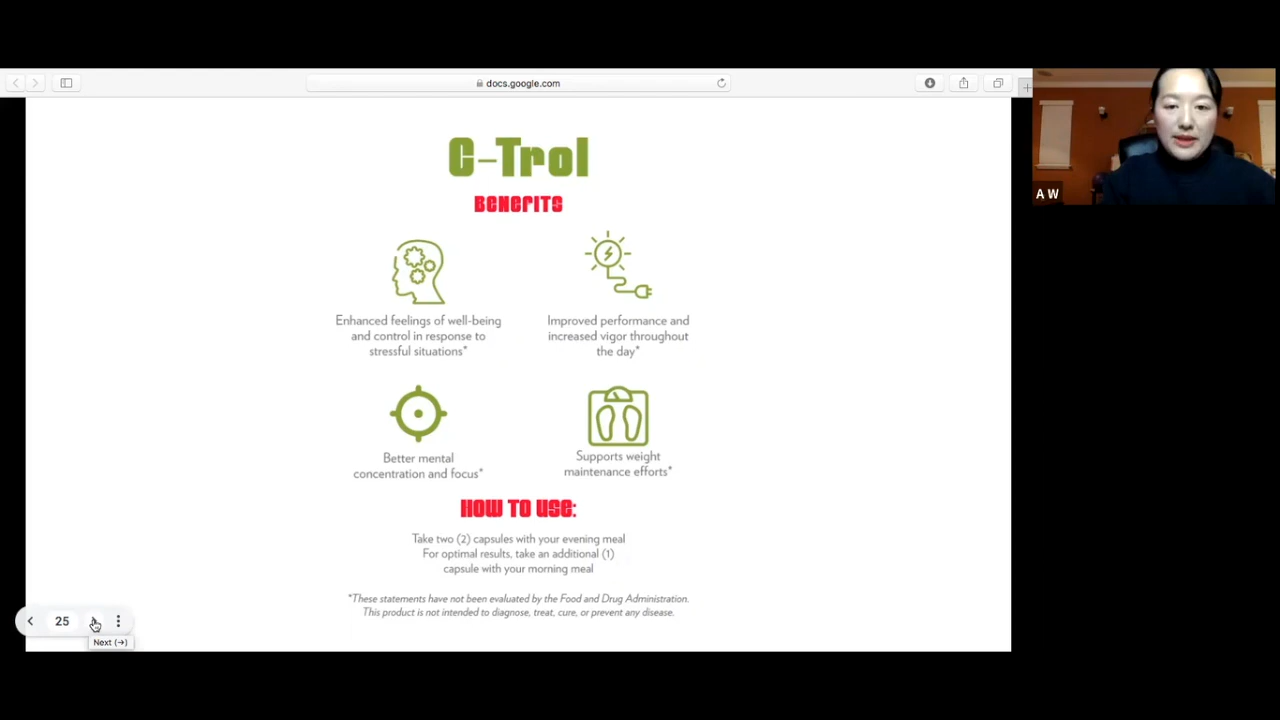 docs.google.com
A W
C-Trol
BENEFITS
Enhanced feelings of well-being
and control in response to
stressful situations*
Improved performance and
increased vigor throughout
the day*
Better mental
concentration and focus*
Supports weight
maintenance efforts*
HOW TO USE:
Take two (2) capsules with your evening meal
For optimal results, take an additional (1)
capsule with your morning meal
*These statements have not been evaluated by the Food and Drug Administration.
This product is not intended to diagnose, treat, cure, or prevent any disease.
25
Next (→)